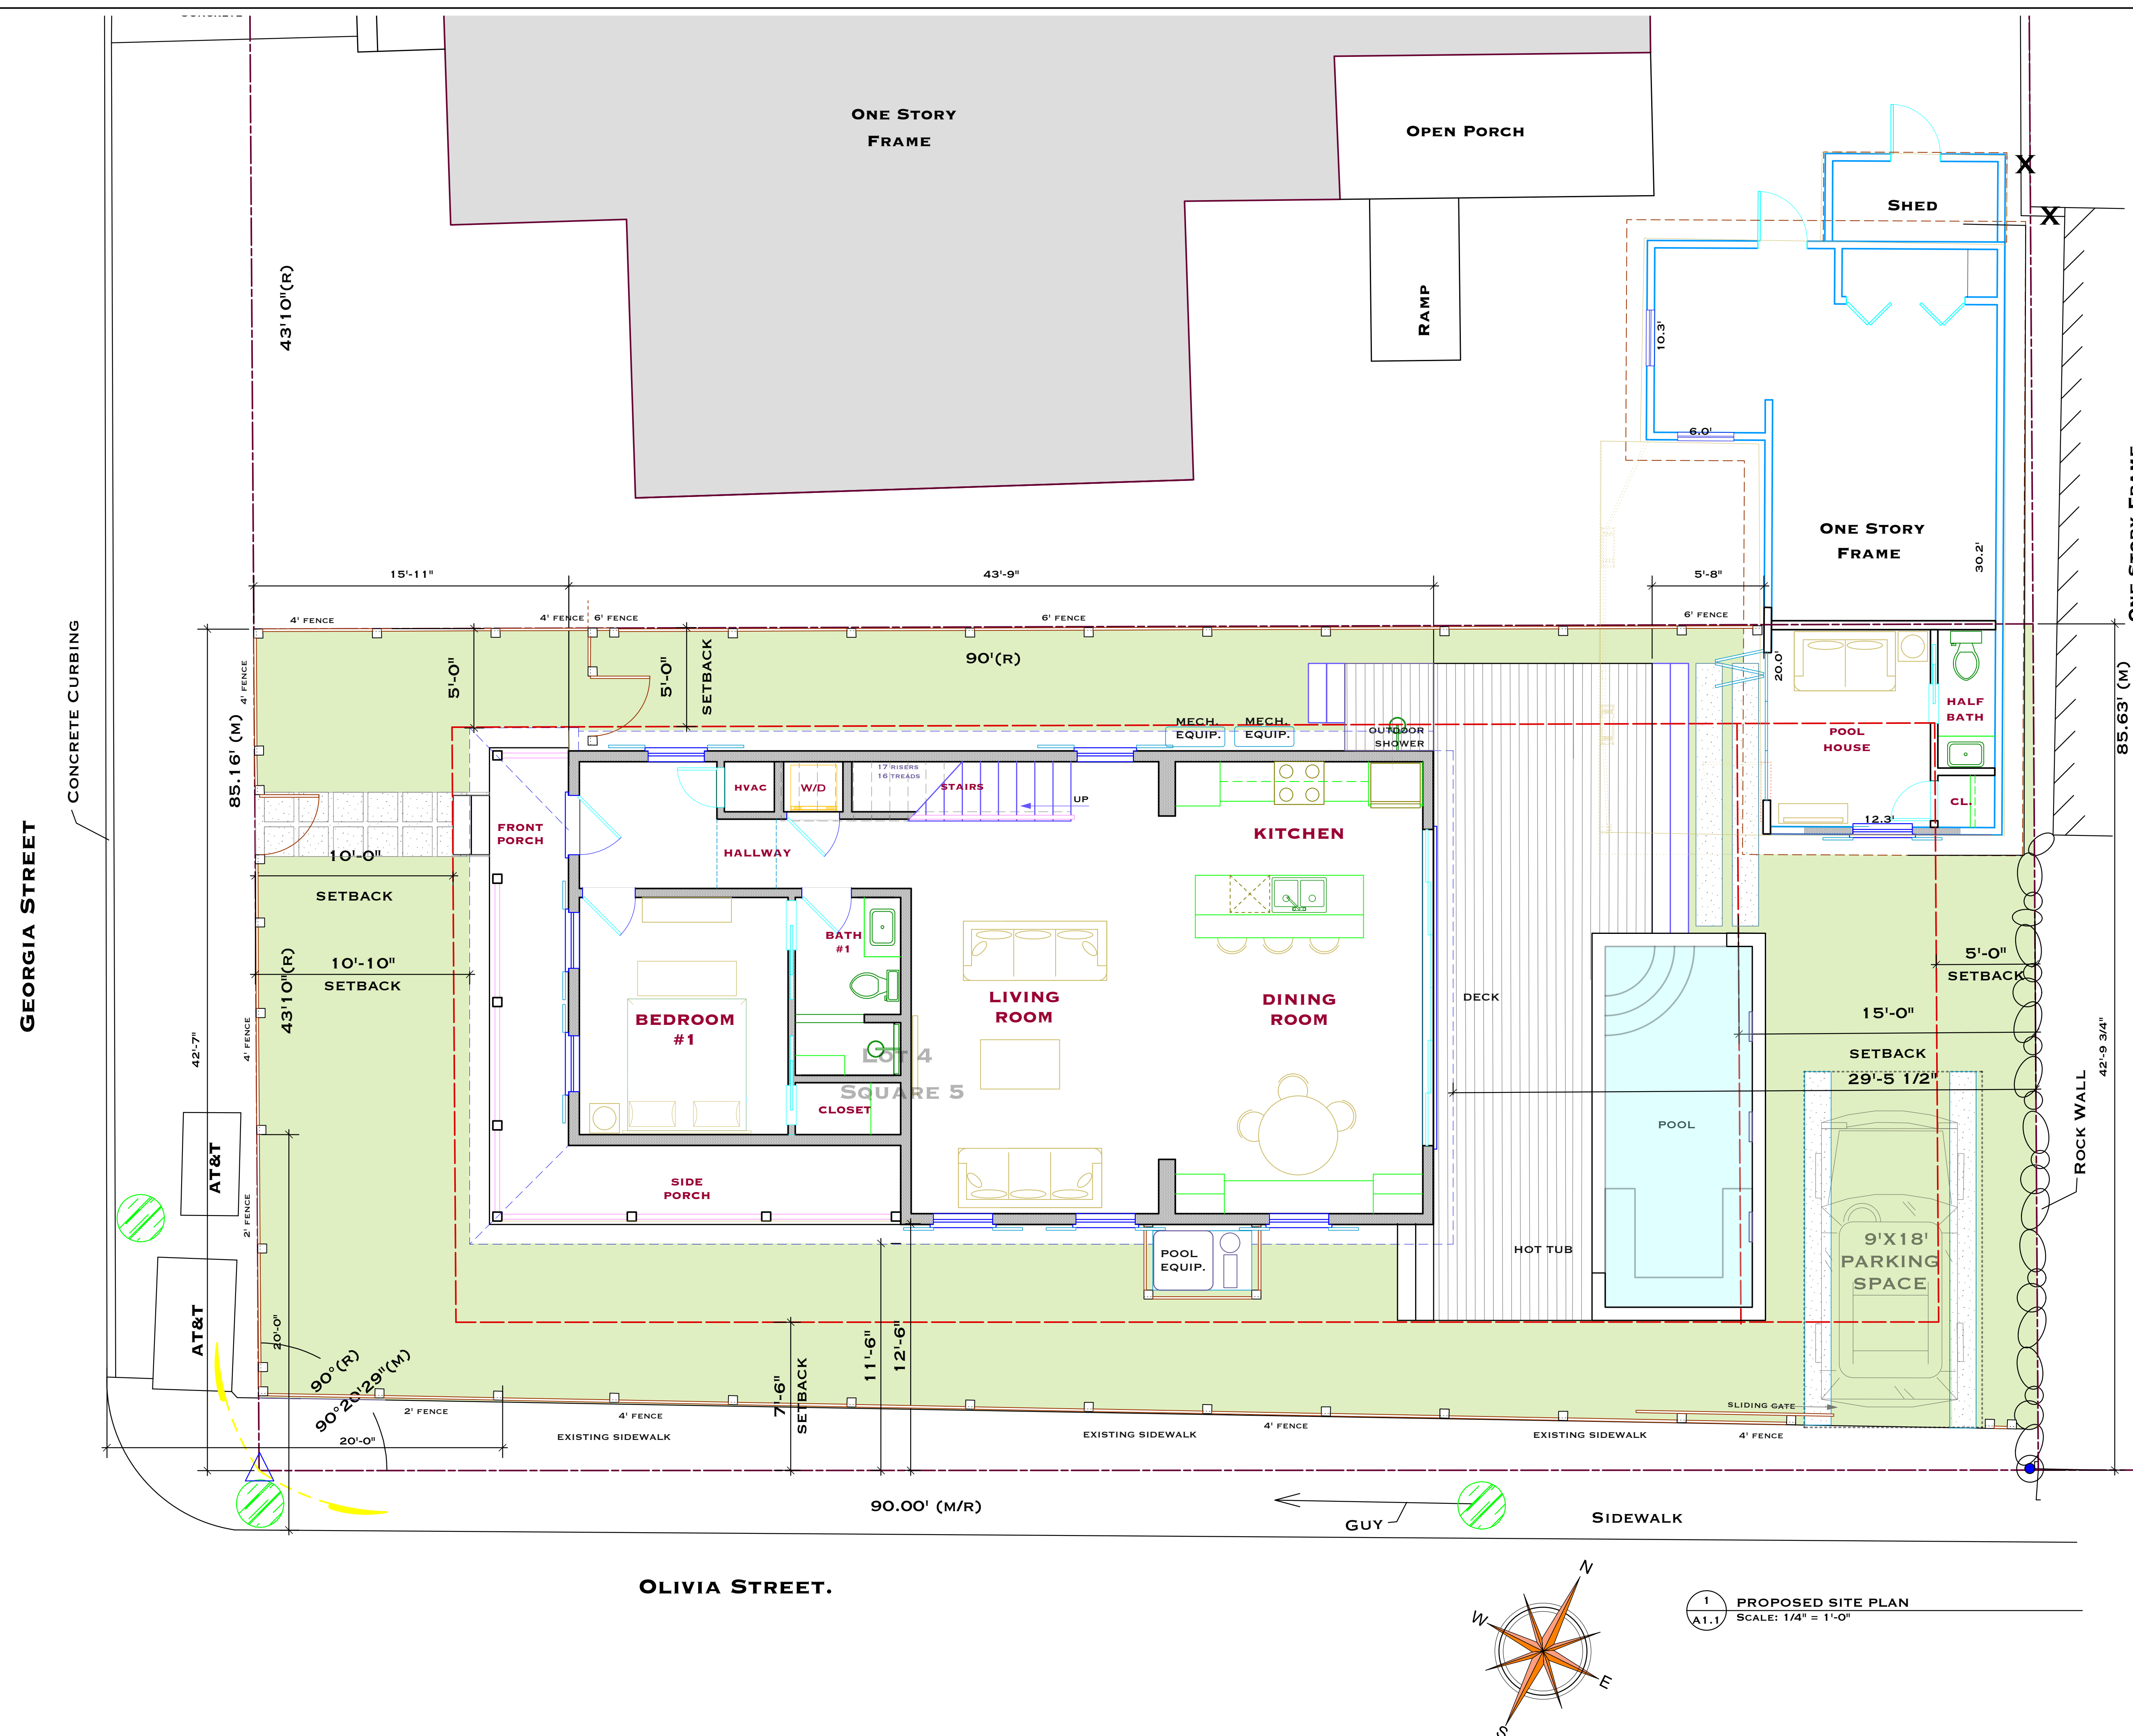 One Story
Frame
Open Porch
Ramp
Shed
X
X
43'10"(R)
10.3'
6.0'
One Story
Frame
30.2'
One Story Frame
Concrete Curbing
Georgia Street
15'-11"
43'-9"
5'-8"
4' FENCE
4' FENCE
6' FENCE
6' FENCE
6' FENCE
4' FENCE
85.16' (M)
5'-0"
5'-0"
SETBACK
90'(R)
20.0'
85.63' (M)
MECH.
EQUIP.
MECH.
EQUIP.
OUTDOOR
SHOWER
HALF
BATH
POOL
HOUSE
CL.
12.3'
FRONT
PORCH
HVAC
W/D
17 RISERS
16 TREADS
STAIRS
UP
HALLWAY
KITCHEN
10'-0"
SETBACK
10'-10"
SETBACK
43'10"(R)
42'-7"
4' FENCE
2' FENCE
BATH
#1
BEDROOM
#1
LIVING
ROOM
DINING
ROOM
Lot 4
Square 5
CLOSET
SIDE
PORCH
DECK
POOL
HOT TUB
POOL
EQUIP.
5'-0"
SETBACK
15'-0"
SETBACK
29'-5 1/2"
42'-9 3/4"
Rock Wall
9'X18'
PARKING
SPACE
AT&T
AT&T
20'-0"
90°(R)
90°20'29"(M)
20'-0"
7'-6"
SETBACK
11'-6"
12'-6"
2' FENCE
4' FENCE
4' FENCE
SLIDING GATE
4' FENCE
EXISTING SIDEWALK
EXISTING SIDEWALK
EXISTING SIDEWALK
90.00' (M/R)
Guy
Sidewalk
Olivia Street.
N
W
E
S
1
A1.1
PROPOSED SITE PLAN
Scale: 1/4" = 1'-0"